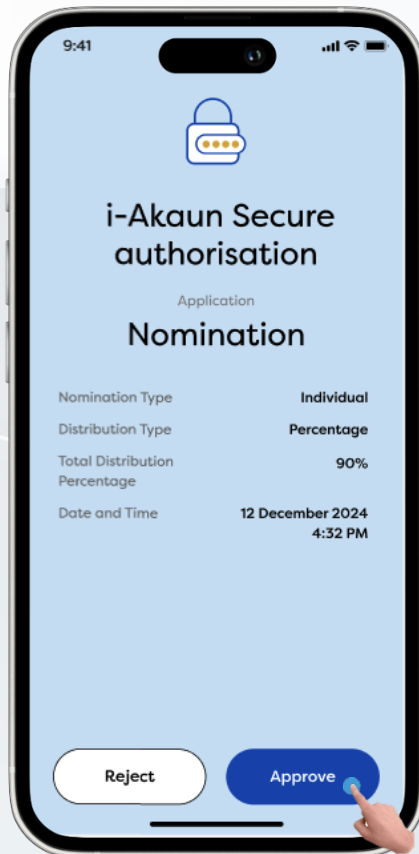 9:41
i-Akaun Secure
authorisation
Application
Nomination
Nomination Type Individual
Distribution Type Percentage
Total Distribution 90%
Percentage
Date and Time 12 December 2024
4:32 PM
Reject Approve